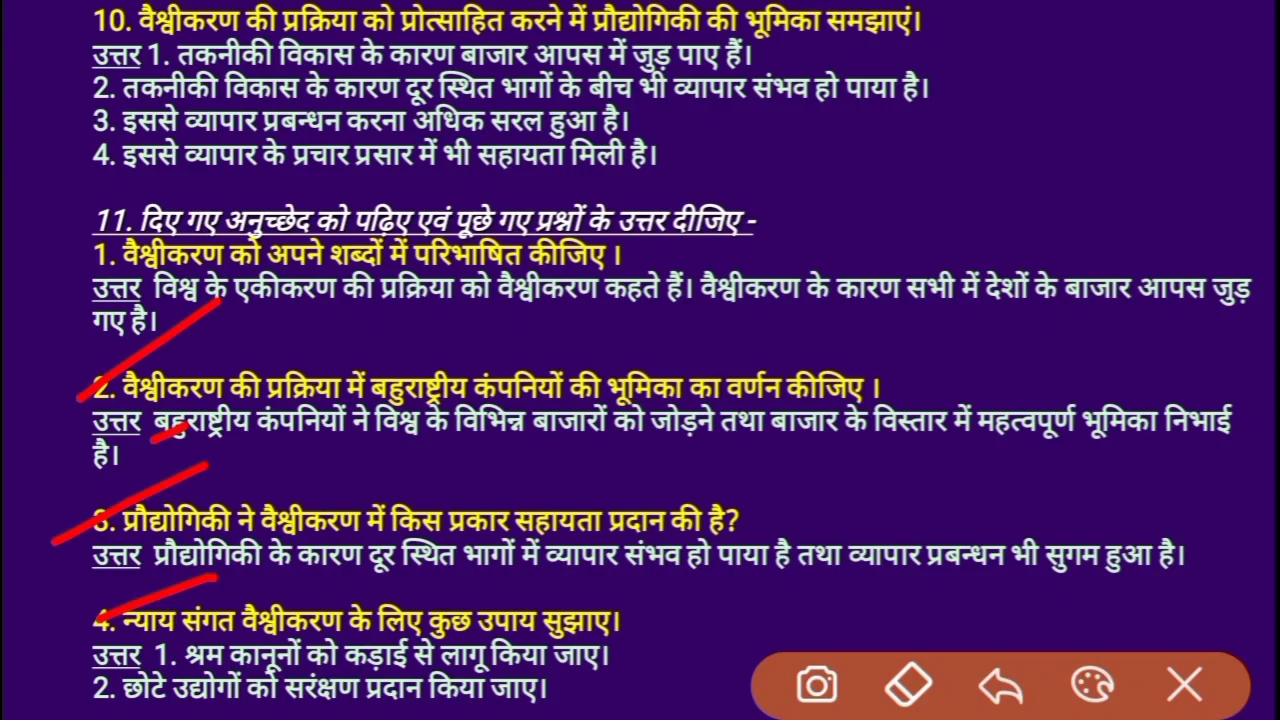 10. वैश्वीकरण की प्रक्रिया को प्रोत्साहित करने में प्रौद्योगिकी की भूमिका समझाएं।
उत्तर 1. तकनीकी विकास के कारण बाजार आपस में जुड़ पाए हैं।
2. तकनीकी विकास के कारण दूर स्थित भागों के बीच भी व्यापार संभव हो पाया है।
3. इससे व्यापार प्रबन्धन करना अधिक सरल हुआ है।
4. इससे व्यापार के प्रचार प्रसार में भी सहायता मिली है।
11. दिए गए अनुच्छेद को पढ़िए एवं पूछे गए प्रश्नों के उत्तर दीजिए -
1. वैश्वीकरण को अपने शब्दों में परिभाषित कीजिए ।
उत्तर विश्व के एकीकरण की प्रक्रिया को वैश्वीकरण कहते हैं। वैश्वीकरण के कारण सभी में देशों के बाजार आपस जुड़
गए है।
2. वैश्वीकरण की प्रक्रिया में बहुराष्ट्रीय कंपनियों की भूमिका का वर्णन कीजिए ।
उत्तर बहुराष्ट्रीय कंपनियों ने विश्व के विभिन्न बाजारों को जोड़ने तथा बाजार के विस्तार में महत्वपूर्ण भूमिका निभाई
है।
3. प्रौद्योगिकी ने वैश्वीकरण में किस प्रकार सहायता प्रदान की है?
उत्तर प्रौद्योगिकी के कारण दूर स्थित भागों में व्यापार संभव हो पाया है तथा व्यापार प्रबन्धन भी सुगम हुआ है।
4. न्याय संगत वैश्वीकरण के लिए कुछ उपाय सुझाए।
उत्तर 1. श्रम कानूनों को कड़ाई से लागू किया जाए।
2. छोटे उद्योगों को सरंक्षण प्रदान किया जाए।